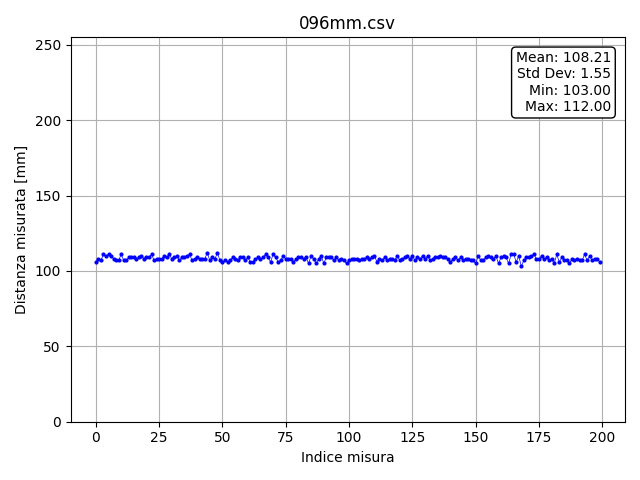 096mm.csv
Mean: 108.21
Std Dev: 1.55
Min: 103.00
Max: 112.00
Distanza misurata [mm]
250
200
150
100
50
0
0 25 50 75 100 125 150 175 200
Indice misura